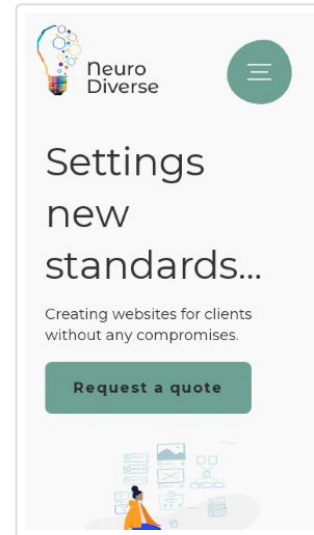 Neuro
Diverse
Settings
new
standards...
Creating websites for clients
without any compromises.
Request a quote